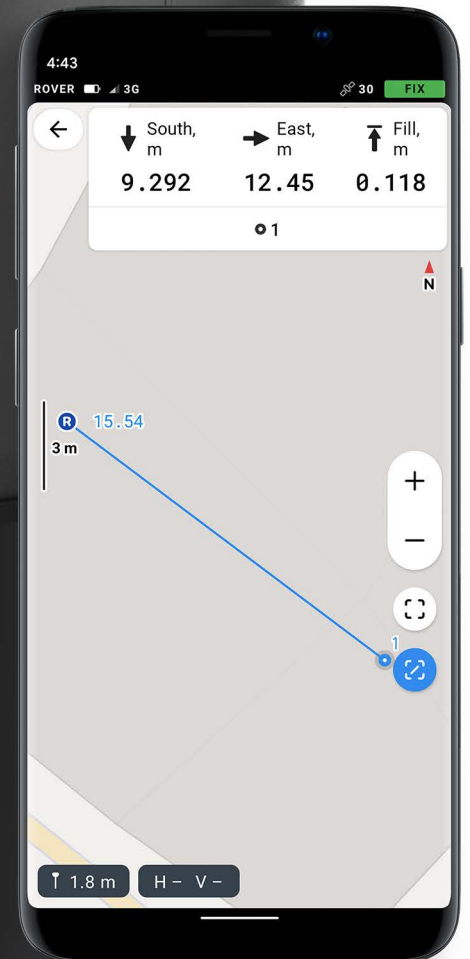 4:43
ROVER 3G 30 FIX
South, m
East, m
Fill, m
9.292 12.45 0.118
1
N
R 15.54
3 m
1
1.8 m H – V –